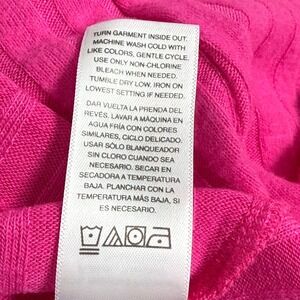 TURN GARMENT INSIDE OUT.
MACHINE WASH COLD WITH
LIKE COLORS, GENTLE CYCLE.
USE ONLY NON-CHLORINE
BLEACH WHEN NEEDED.
TUMBLE DRY LOW. IRON ON
LOWEST SETTING IF NEEDED.
DAR VUELTA LA PRENDA DEL
REVÉS. LAVAR A MÁQUINA EN
AGUA FRÍA CON COLORES
SIMILARES, CICLO DELICADO.
USAR SÓLO BLANQUEADOR
SIN CLORO CUANDO SEA
NECESARIO. SECAR EN
SECADORA A TEMPERATURA
BAJA. PLANCHAR CON LA
TEMPERATURA MÁS BAJA, SI
ES NECESARIO.